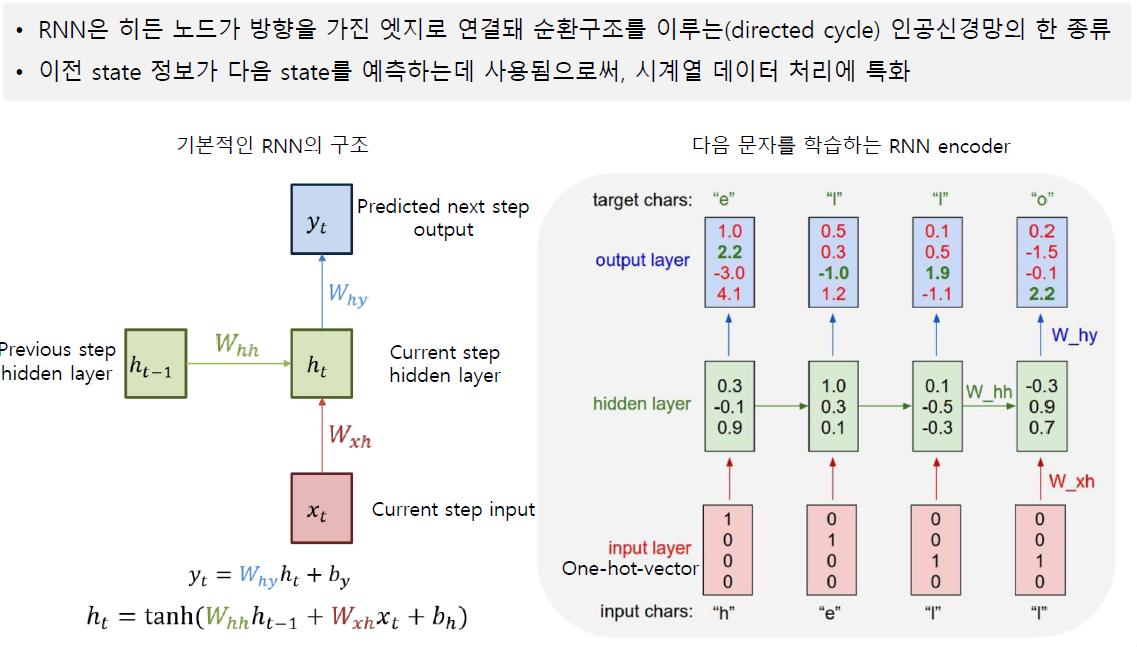 • RNN은 히든 노드가 방향을 가진 엣지로 연결돼 순환구조를 이루는(directed cycle) 인공신경망의 한 종류
• 이전 state 정보가 다음 state를 예측하는데 사용됨으로써, 시계열 데이터 처리에 특화
기본적인 RNN의 구조
y_t
Predicted next step
output
W_hy
Previous step
hidden layer
h_t-1
W_hh
h_t
Current step
hidden layer
W_xh
x_t
Current step input
y_t = W_hy h_t + b_y
h_t = tanh(W_hh h_t-1 + W_xh x_t + b_h)
다음 문자를 학습하는 RNN encoder
target chars: “e” “l” “l” “o”
output layer
1.0 0.5 0.1 0.2
2.2 0.3 0.5 -1.5
-3.0 -1.0 1.9 -0.1
4.1 1.2 -1.1 2.2
W_hy
hidden layer
0.3 1.0 0.1 -0.3
-0.1 0.3 -0.5 0.9
0.9 0.1 -0.3 0.7
W_hh
W_xh
input layer
One-hot-vector
1 0 0 0
0 1 0 0
0 0 1 1
0 0 0 0
input chars: “h” “e” “l” “l”